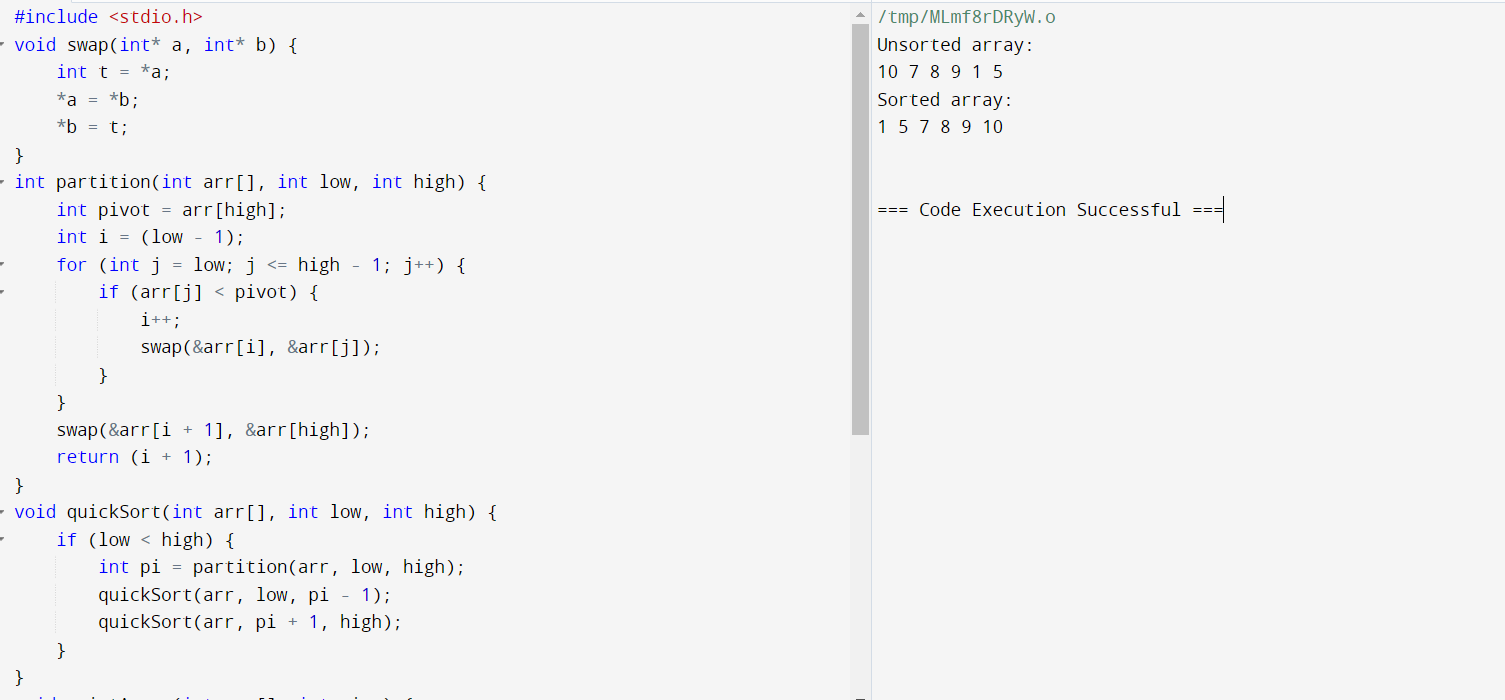 #include <stdio.h>
void swap(int* a, int* b) {
    int t = *a;
    *a = *b;
    *b = t;
}
int partition(int arr[], int low, int high) {
    int pivot = arr[high];
    int i = (low - 1);
    for (int j = low; j <= high - 1; j++) {
        if (arr[j] < pivot) {
            i++;
            swap(&arr[i], &arr[j]);
        }
    }
    swap(&arr[i + 1], &arr[high]);
    return (i + 1);
}
void quickSort(int arr[], int low, int high) {
    if (low < high) {
        int pi = partition(arr, low, high);
        quickSort(arr, low, pi - 1);
        quickSort(arr, pi + 1, high);
    }
}
/tmp/MLmf8rDRyW.o
Unsorted array:
10 7 8 9 1 5
Sorted array:
1 5 7 8 9 10
=== Code Execution Successful ===